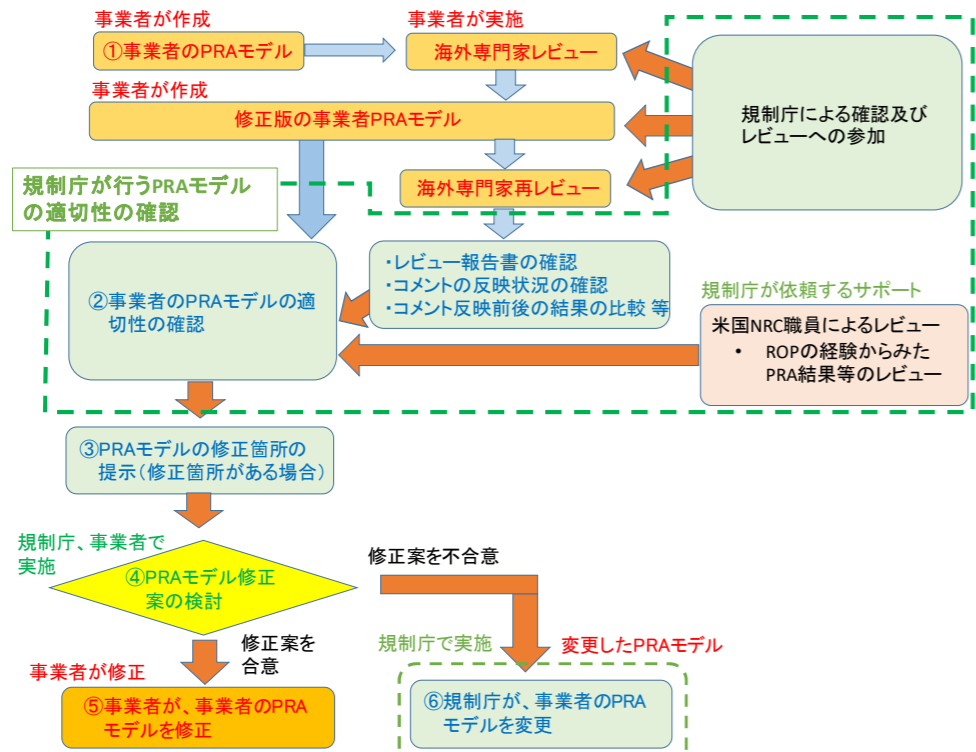 事業者が作成
①事業者のPRAモデル
事業者が実施
海外専門家レビュー
事業者が作成
修正版の事業者PRAモデル
規制庁による確認及び
レビューへの参加
海外専門家再レビュー
規制庁が行うPRAモデル
の適切性の確認
②事業者のPRAモデルの適
切性の確認
・レビュー報告書の確認
・コメントの反映状況の確認
・コメント反映前後の結果の比較 等
規制庁が依頼するサポート
米国NRC職員によるレビュー
• ROPの経験からみた
PRA結果等のレビュー
③PRAモデルの修正箇所の
提示（修正箇所がある場合）
規制庁、事業者で
実施
④PRAモデル修正
案の検討
修正案を不合意
修正案を
合意
事業者が修正
⑤事業者が、事業者のPRA
モデルを修正
規制庁で実施
変更したPRAモデル
⑥規制庁が、事業者のPRA
モデルを変更